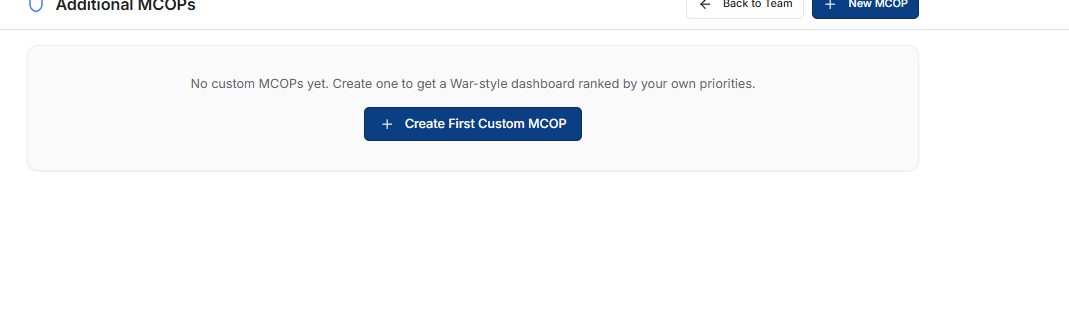 Additional MCOPs
Back to Team
New MCOP
No custom MCOPs yet. Create one to get a War-style dashboard ranked by your own priorities.
Create First Custom MCOP